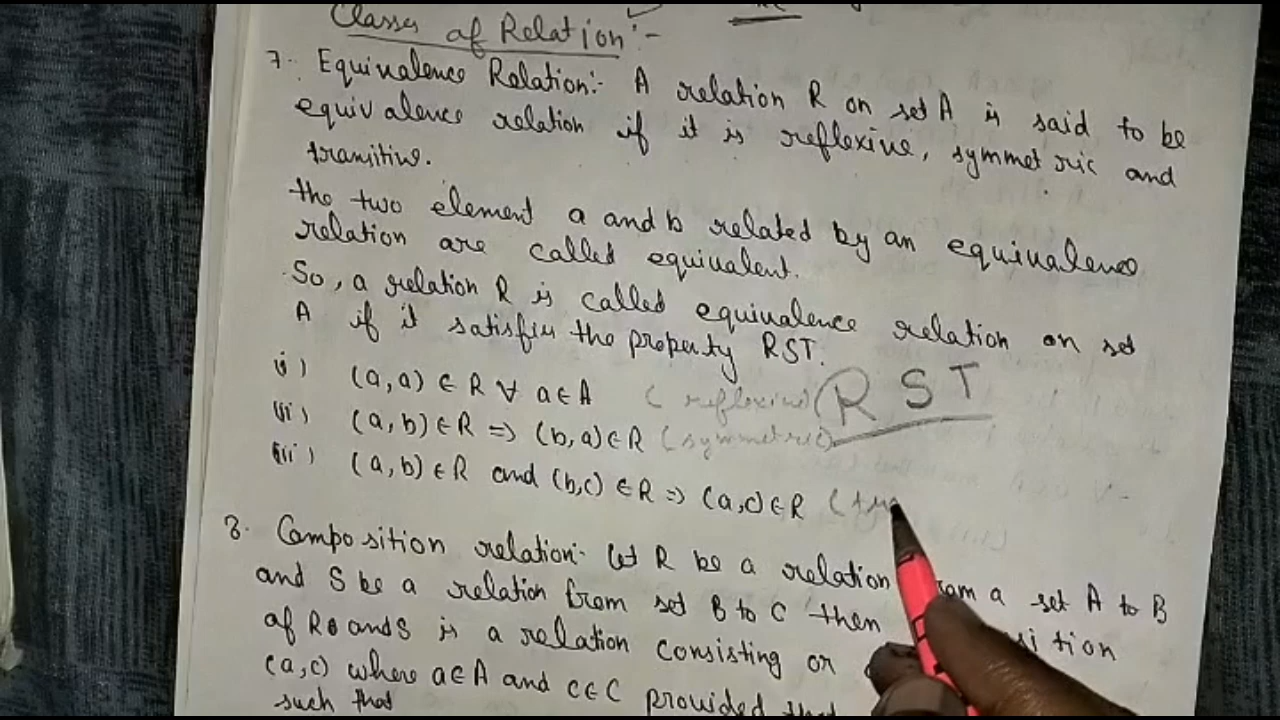 Classes of Relation:-
7. Equivalence Relation:- A relation R on set A is said to be
equivalence relation if it is reflexive, symmetric and
transitive.
the two element a and b related by an equivalence
relation are called equivalent.
So, a relation R is called equivalence relation on set
A if it satisfies the property RST.
i) (a,a) ∈ R ∀ a∈A (reflexive) R S T
(ii) (a,b)∈R => (b,a)∈R (symmetric)
(iii) (a,b)∈R and (b,c)∈R => (a,c)∈R (tra
8. Composition relation:- let R be a relation from a set A to B
and S be a relation from set B to C then
of R and S is a relation consisting or
(a,c) where a∈A and c∈C provided that
such that